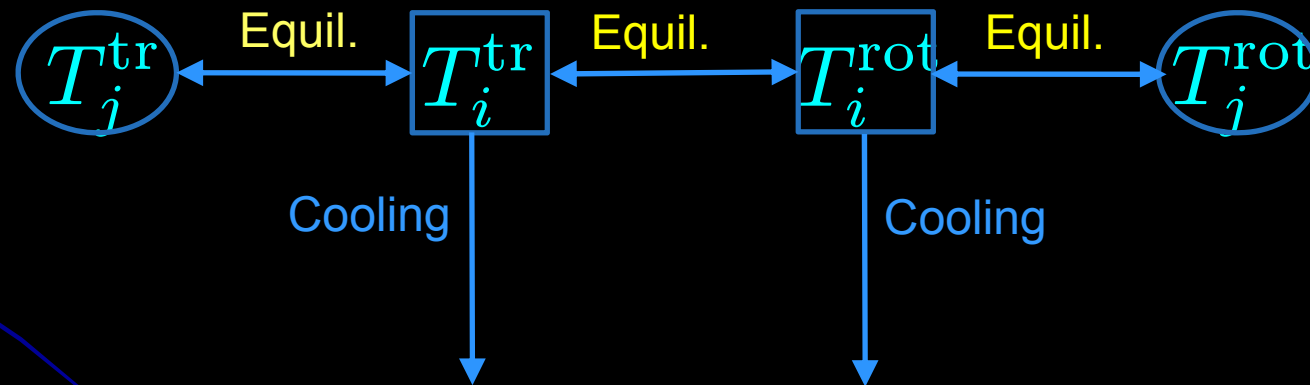 Equil. Equil. Equil.
T_j^tr T_i^tr T_i^rot T_j^rot
Cooling Cooling